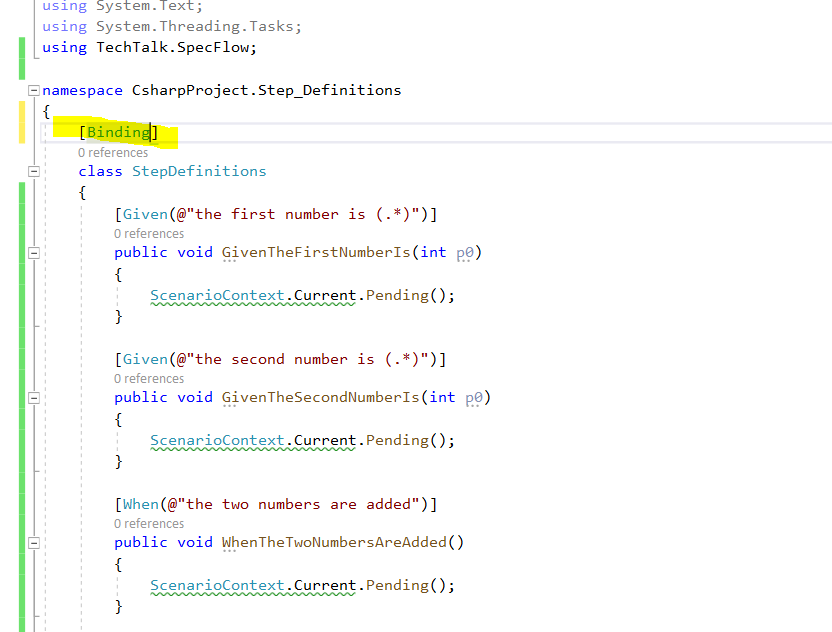 using System.Text;
using System.Threading.Tasks;
using TechTalk.SpecFlow;
namespace CsharpProject.Step_Definitions
{
[Binding]
0 references
class StepDefinitions
{
[Given(@"the first number is (.*)")]
0 references
public void GivenTheFirstNumberIs(int p0)
{
ScenarioContext.Current.Pending();
}
[Given(@"the second number is (.*)")]
0 references
public void GivenTheSecondNumberIs(int p0)
{
ScenarioContext.Current.Pending();
}
[When(@"the two numbers are added")]
0 references
public void WhenTheTwoNumbersAreAdded()
{
ScenarioContext.Current.Pending();
}